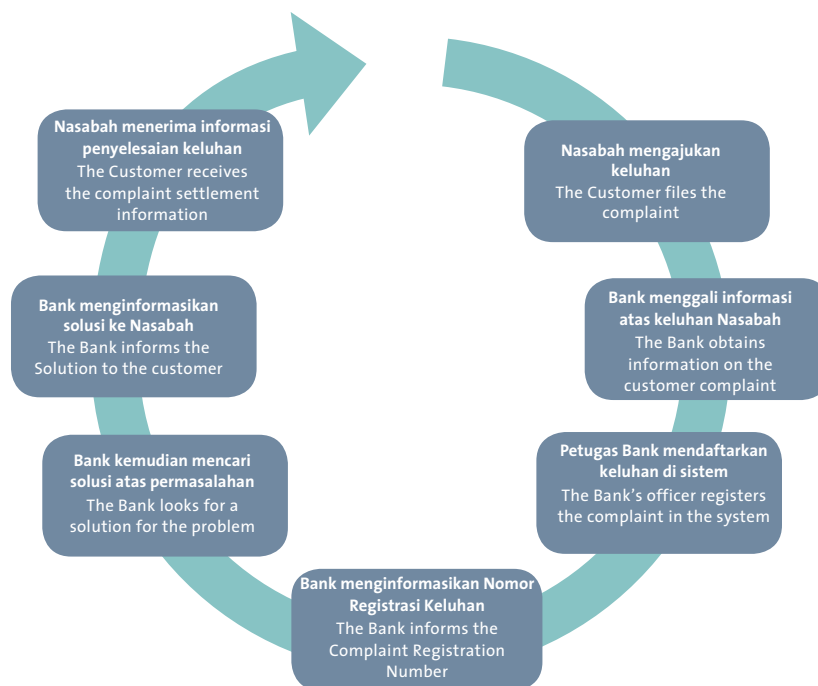 Nasabah mengajukan
keluhan
The Customer files the
complaint
Bank menggali informasi
atas keluhan Nasabah
The Bank obtains
information on the
customer complaint
Petugas Bank mendaftarkan
keluhan di sistem
The Bank's officer registers
the complaint in the system
Bank menginformasikan Nomor
Registrasi Keluhan
The Bank informs the
Complaint Registration
Number
Bank kemudian mencari
solusi atas permasalahan
The Bank looks for a
solution for the problem
Bank menginformasikan
solusi ke Nasabah
The Bank informs the
Solution to the customer
Nasabah menerima informasi
penyelesaian keluhan
The Customer receives
the complaint settlement
information